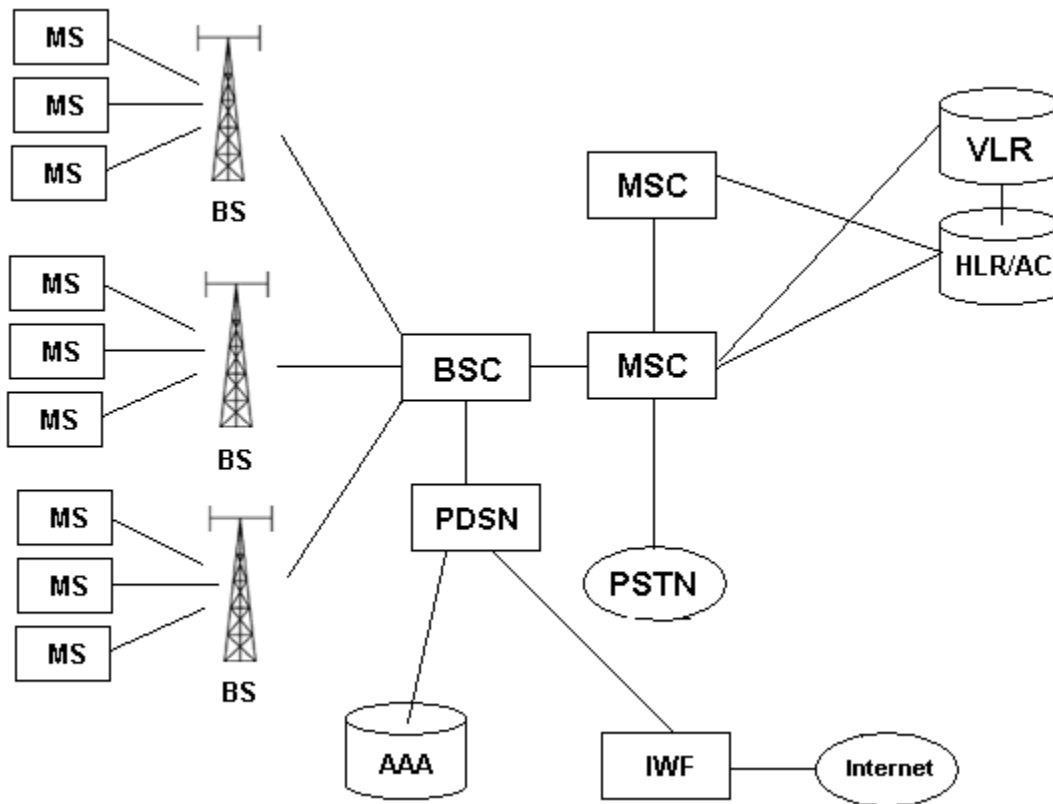 MS
MS
MS
BS
MS
MS
MS
BS
MS
MS
MS
BS
BSC
MSC
MSC
VLR
HLR/AC
PDSN
PSTN
AAA
IWF
Internet